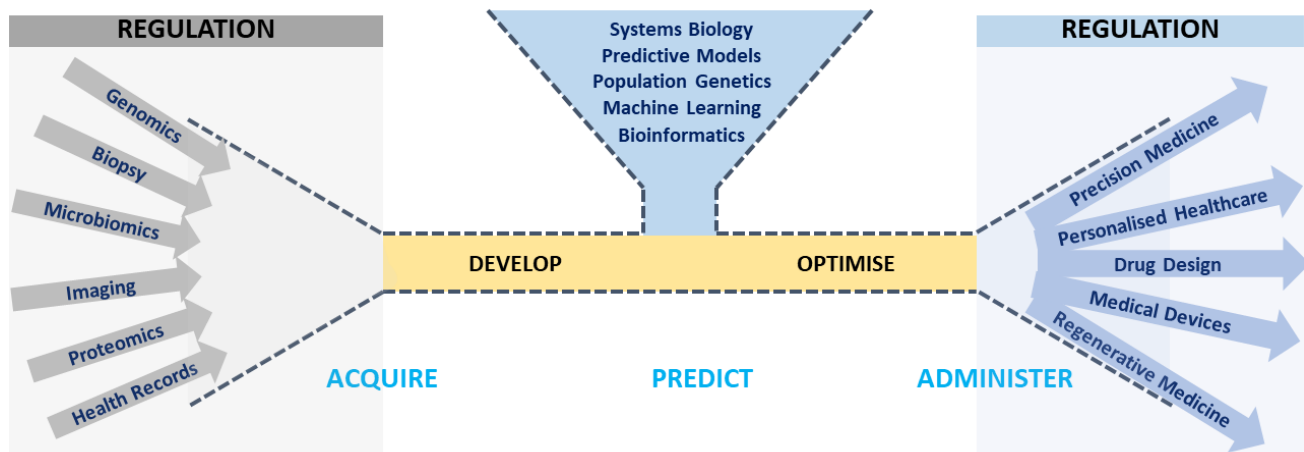 REGULATION
Genomics
Biopsy
Microbiomics
Imaging
Proteomics
Health Records
Systems Biology
Predictive Models
Population Genetics
Machine Learning
Bioinformatics
DEVELOP
OPTIMISE
ACQUIRE
PREDICT
ADMINISTER
REGULATION
Precision Medicine
Personalised Healthcare
Drug Design
Medical Devices
Regenerative Medicine